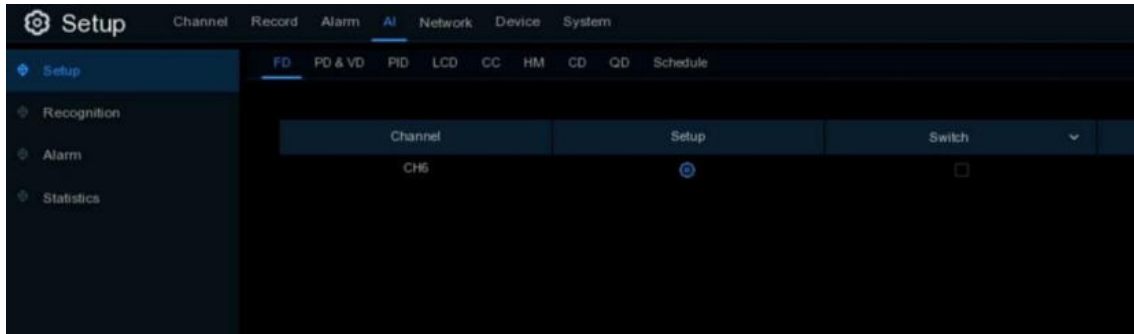 Setup Channel Record Alarm AI Network Device System
Setup
Recognition
Alarm
Statistics
FD PD & VD PID LCD CC HM CD QD Schedule
Channel Setup Switch
CH6